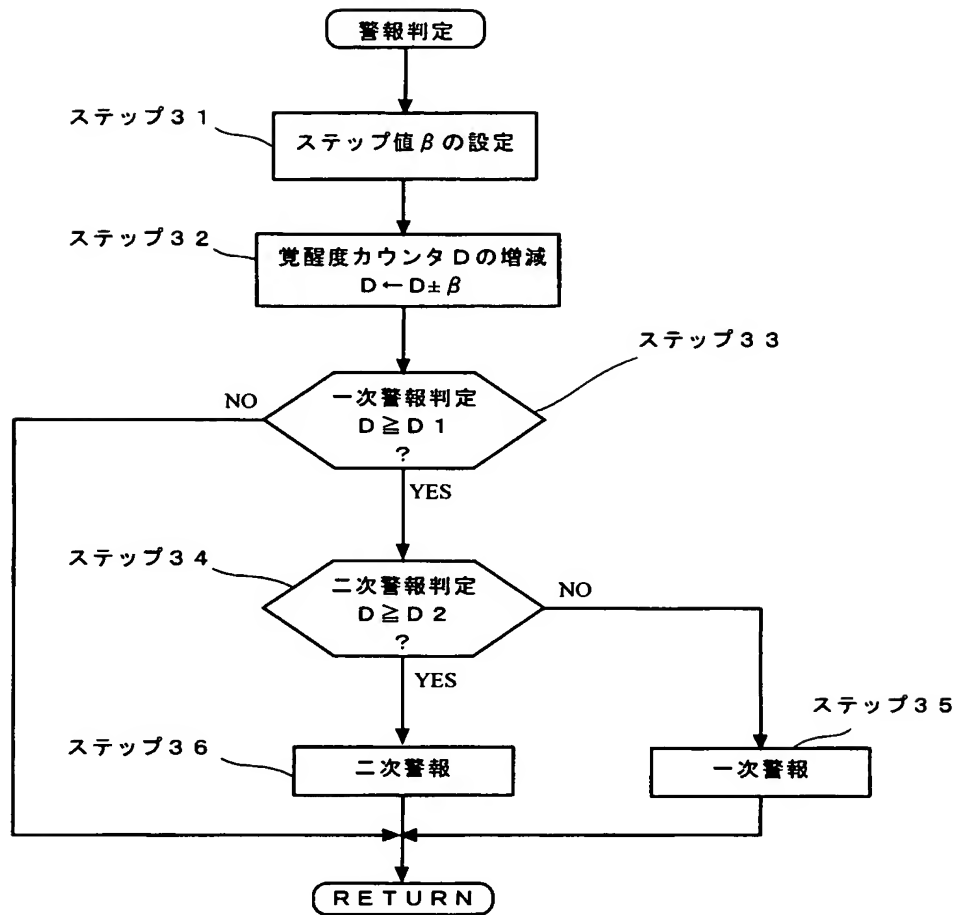 警報判定
ステップ３１
ステップ値βの設定
ステップ３２
覚醒度カウンタＤの増減
Ｄ←Ｄ±β
ステップ３３
一次警報判定
Ｄ≧Ｄ１
？
NO
YES
ステップ３４
二次警報判定
Ｄ≧Ｄ２
？
NO
YES
ステップ３５
ステップ３６
二次警報
一次警報
ＲＥＴＵＲＮ